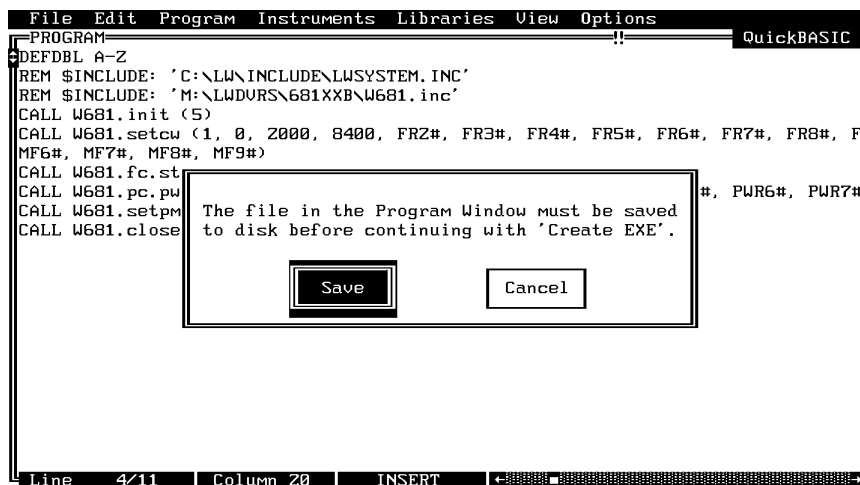 File Edit Program Instruments Libraries View Options
PROGRAM !! QuickBASIC
DEFDBL A-Z
REM $INCLUDE: 'C:\LW\INCLUDE\LWSYSTEM.INC'
REM $INCLUDE: 'M:\LWDVRS\681XXB\W681.inc'
CALL W681.init (5)
CALL W681.setcw (1, 0, 2000, 8400, FR2#, FR3#, FR4#, FR5#, FR6#, FR7#, FR8#, F
MF6#, MF7#, MF8#, MF9#)
CALL W681.fc.st
CALL W681.pc.pw #, PWR6#, PWR7#
CALL W681.setpm
CALL W681.close
The file in the Program Window must be saved
to disk before continuing with 'Create EXE'.
Save Cancel
Line 4/11 Column 20 INSERT